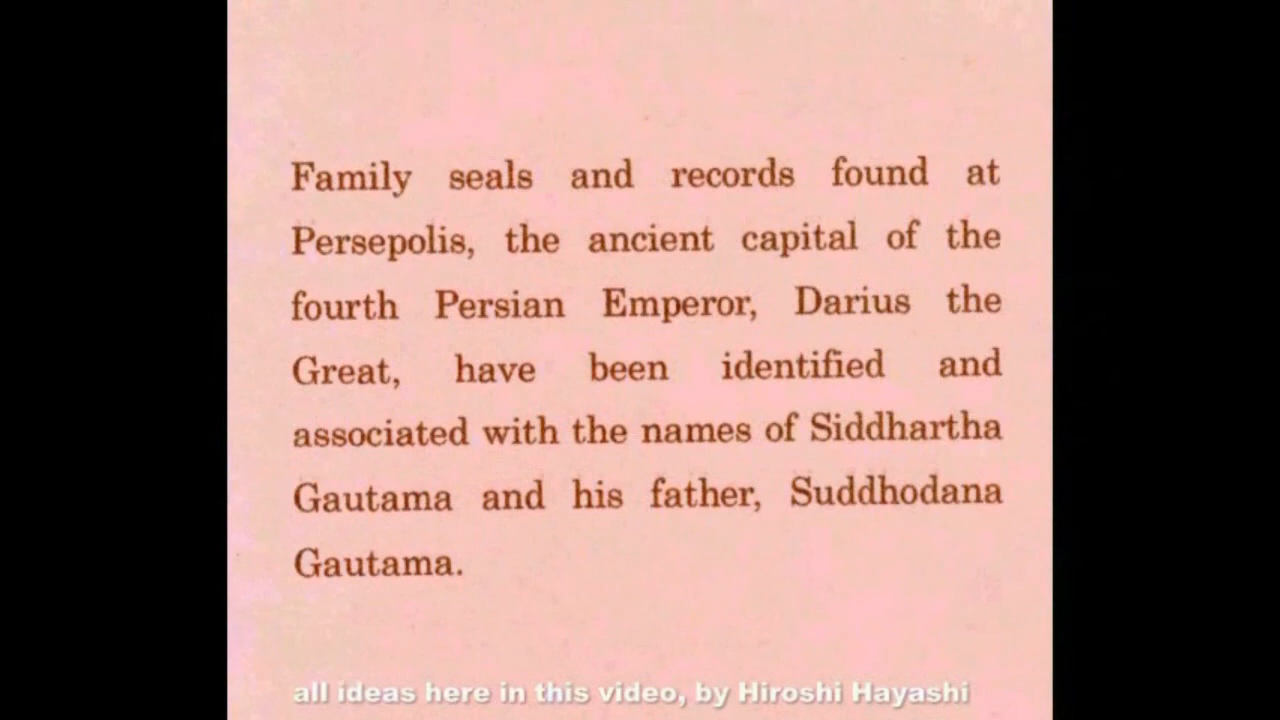 Family seals and records found at
Persepolis, the ancient capital of the
fourth Persian Emperor, Darius the
Great, have been identified and
associated with the names of Siddhartha
Gautama and his father, Suddhodana
Gautama.
all ideas here in this video, by Hiroshi Hayashi